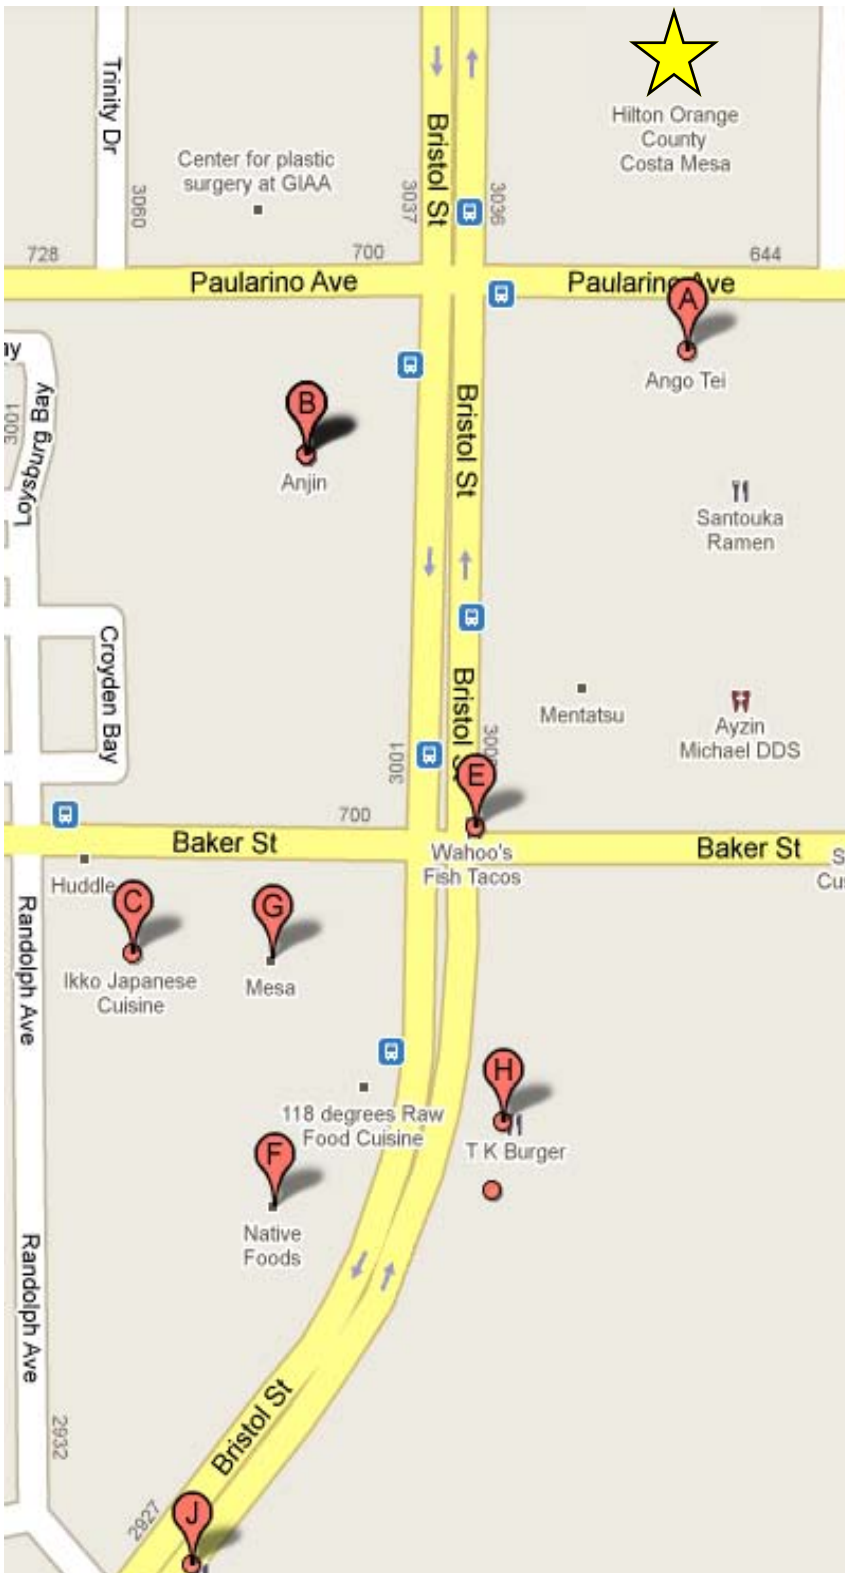 Trinity Dr
3060
Center for plastic
surgery at GIAA
3037
Bristol St
3036
Hilton Orange
County
Costa Mesa
728
700
644
Paularino Ave
Paularino Ave
A
Ango Tei
ay
3001
Loysburg Bay
B
Anjin
Bristol St
Santouka
Ramen
Croyden Bay
Bristol St
Mentatsu
Ayzin
Michael DDS
3001
E
700
Baker St
Wahoo's
Fish Tacos
Baker St
S
Cu
Huddle
Randolph Ave
C
Ikko Japanese
Cuisine
G
Mesa
118 degrees Raw
Food Cuisine
H
T K Burger
F
Native
Foods
Randolph Ave
2932
Bristol St
2927
J